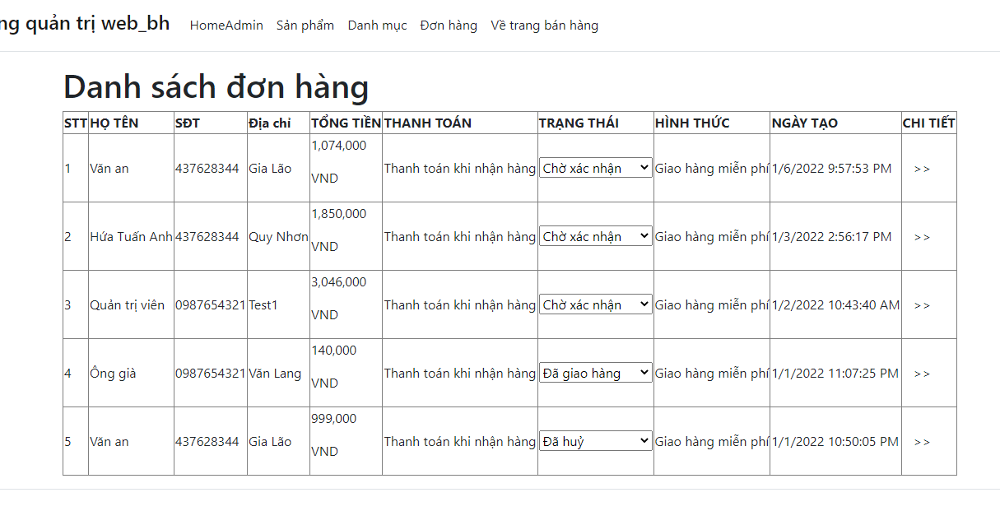 ng quản trị web_bh HomeAdmin Sản phẩm Danh mục Đơn hàng Về trang bán hàng
Danh sách đơn hàng
STT HỌ TÊN SĐT Địa chỉ TỔNG TIỀN THANH TOÁN TRẠNG THÁI HÌNH THỨC NGÀY TẠO CHI TIẾT
1 Văn an 437628344 Gia Lão 1,074,000 VND Thanh toán khi nhận hàng Chờ xác nhận Giao hàng miễn phí 1/6/2022 9:57:53 PM >>
2 Hứa Tuấn Anh 437628344 Quy Nhơn 1,850,000 VND Thanh toán khi nhận hàng Chờ xác nhận Giao hàng miễn phí 1/3/2022 2:56:17 PM >>
3 Quản trị viên 0987654321 Test1 3,046,000 VND Thanh toán khi nhận hàng Chờ xác nhận Giao hàng miễn phí 1/2/2022 10:43:40 AM >>
4 Ông già 0987654321 Văn Lang 140,000 VND Thanh toán khi nhận hàng Đã giao hàng Giao hàng miễn phí 1/1/2022 11:07:25 PM >>
5 Văn an 437628344 Gia Lão 999,000 VND Thanh toán khi nhận hàng Đã huỷ Giao hàng miễn phí 1/1/2022 10:50:05 PM >>